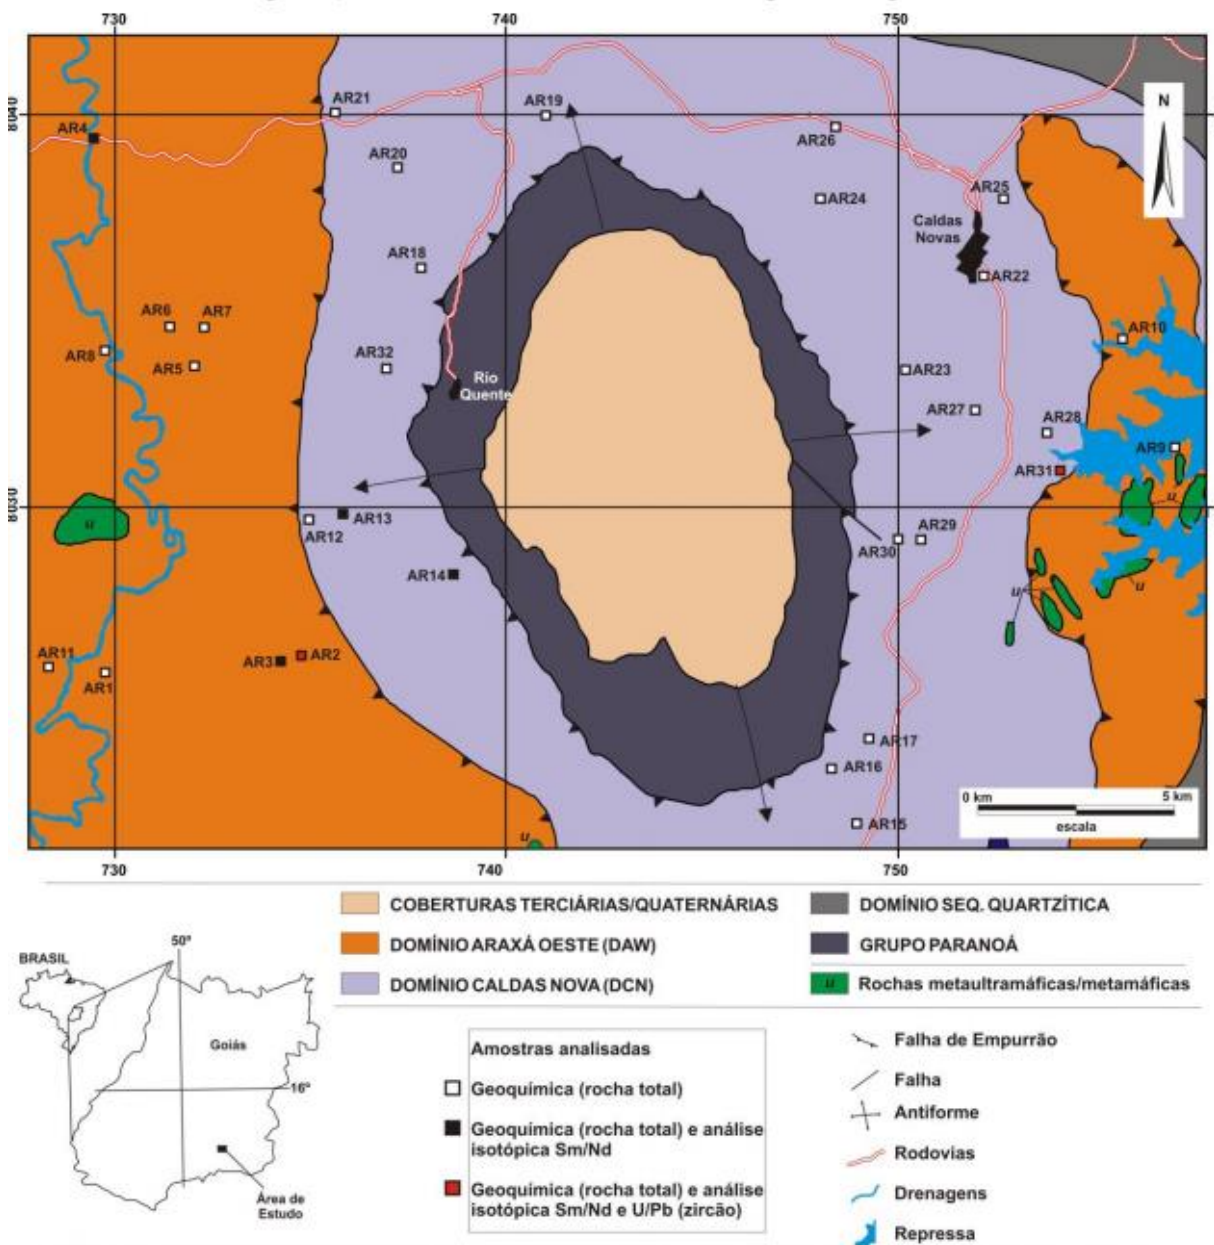 730
740
750
8040
AR21
AR19
N
AR4
AR26
AR20
AR24
AR25
Caldas
Novas
AR18
AR22
AR6
AR7
AR10
AR8
AR5
AR32
AR23
Rio
Quente
AR27
AR28
AR9
AR31
u
8030
u
AR13
AR12
AR30
AR29
AR14
u
u
AR11
AR3
AR2
AR1
AR17
AR16
0 km
5 km
escala
AR15
u
730
740
750
COBERTURAS TERCIÁRIAS/QUATERNÁRIAS
DOMÍNIO SEQ. QUARTZÍTICA
DOMÍNIO ARAXÁ OESTE (DAW)
GRUPO PARANOÁ
DOMÍNIO CALDAS NOVA (DCN)
u
Rochas metaultramáficas/metamáficas
50º
BRASIL
Goiás
16º
Área de
Estudo
Amostras analisadas
Geoquímica (rocha total)
Geoquímica (rocha total) e análise
isotópica Sm/Nd
Geoquímica (rocha total) e análise
isotópica Sm/Nd e U/Pb (zircão)
Falha de Empurrão
Falha
Antiforme
Rodovias
Drenagens
Repressa